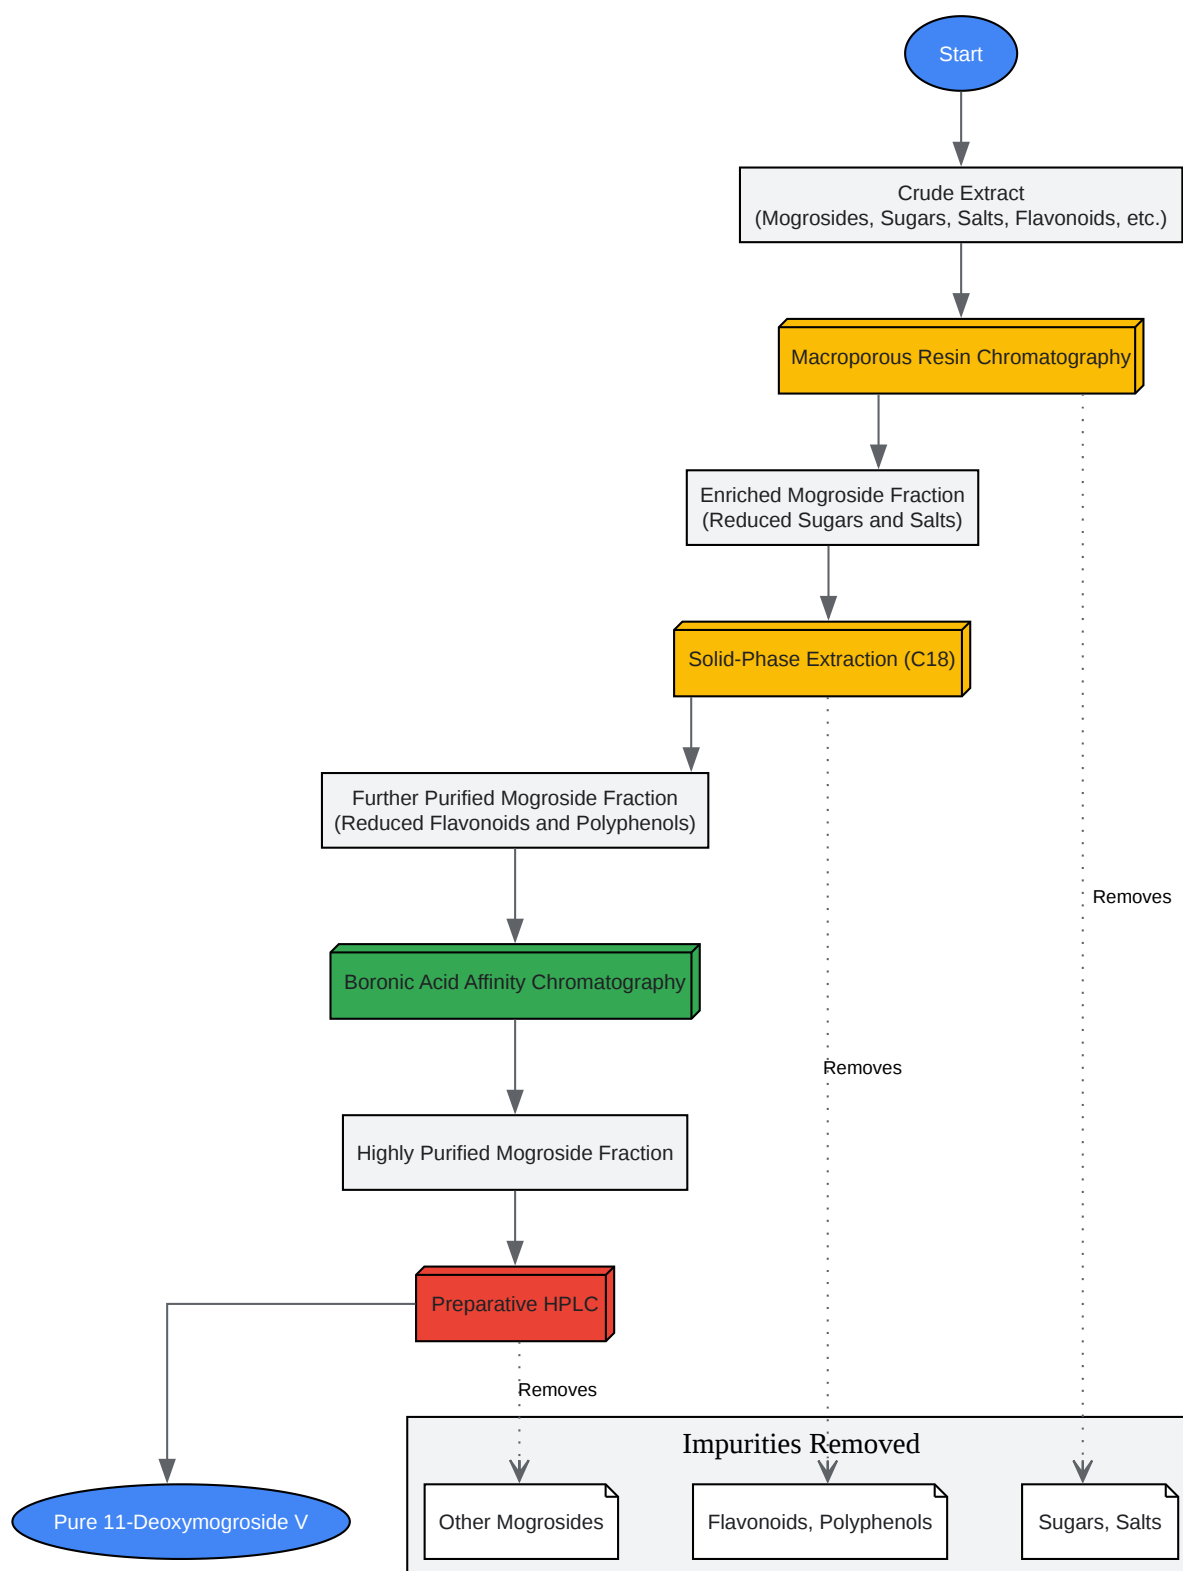 Start
Crude Extract
(Mogrosides, Sugars, Salts, Flavonoids, etc.)
Macroporous Resin Chromatography
Enriched Mogroside Fraction
(Reduced Sugars and Salts)
Solid-Phase Extraction (C18)
Further Purified Mogroside Fraction
(Reduced Flavonoids and Polyphenols)
Removes
Boronic Acid Affinity Chromatography
Removes
Highly Purified Mogroside Fraction
Preparative HPLC
Removes
Impurities Removed
Pure 11-Deoxymogroside V
Other Mogrosides
Flavonoids, Polyphenols
Sugars, Salts